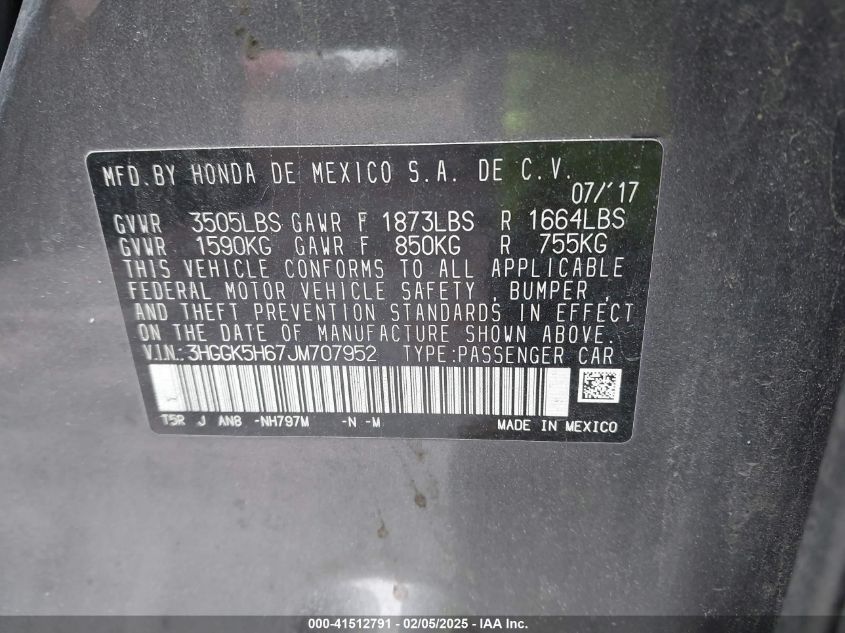 MFD.BY HONDA DE MEXICO S.A. DE C.V.
07/'17
GVWR 3505LBS GAWR F 1873LBS R 1664LBS
GVWR 1590KG GAWR F 850KG R 755KG
THIS VEHICLE CONFORMS TO ALL APPLICABLE
FEDERAL MOTOR VEHICLE SAFETY , BUMPER ,
AND THEFT PREVENTION STANDARDS IN EFFECT
ON THE DATE OF MANUFACTURE SHOWN ABOVE.
V.I.N.: 3HGGK5H67JM707952 TYPE:PASSENGER CAR
T5R J AN8 -NH797M -N -M MADE IN MEXICO
000-41512791 - 02/05/2025 - IAA Inc.